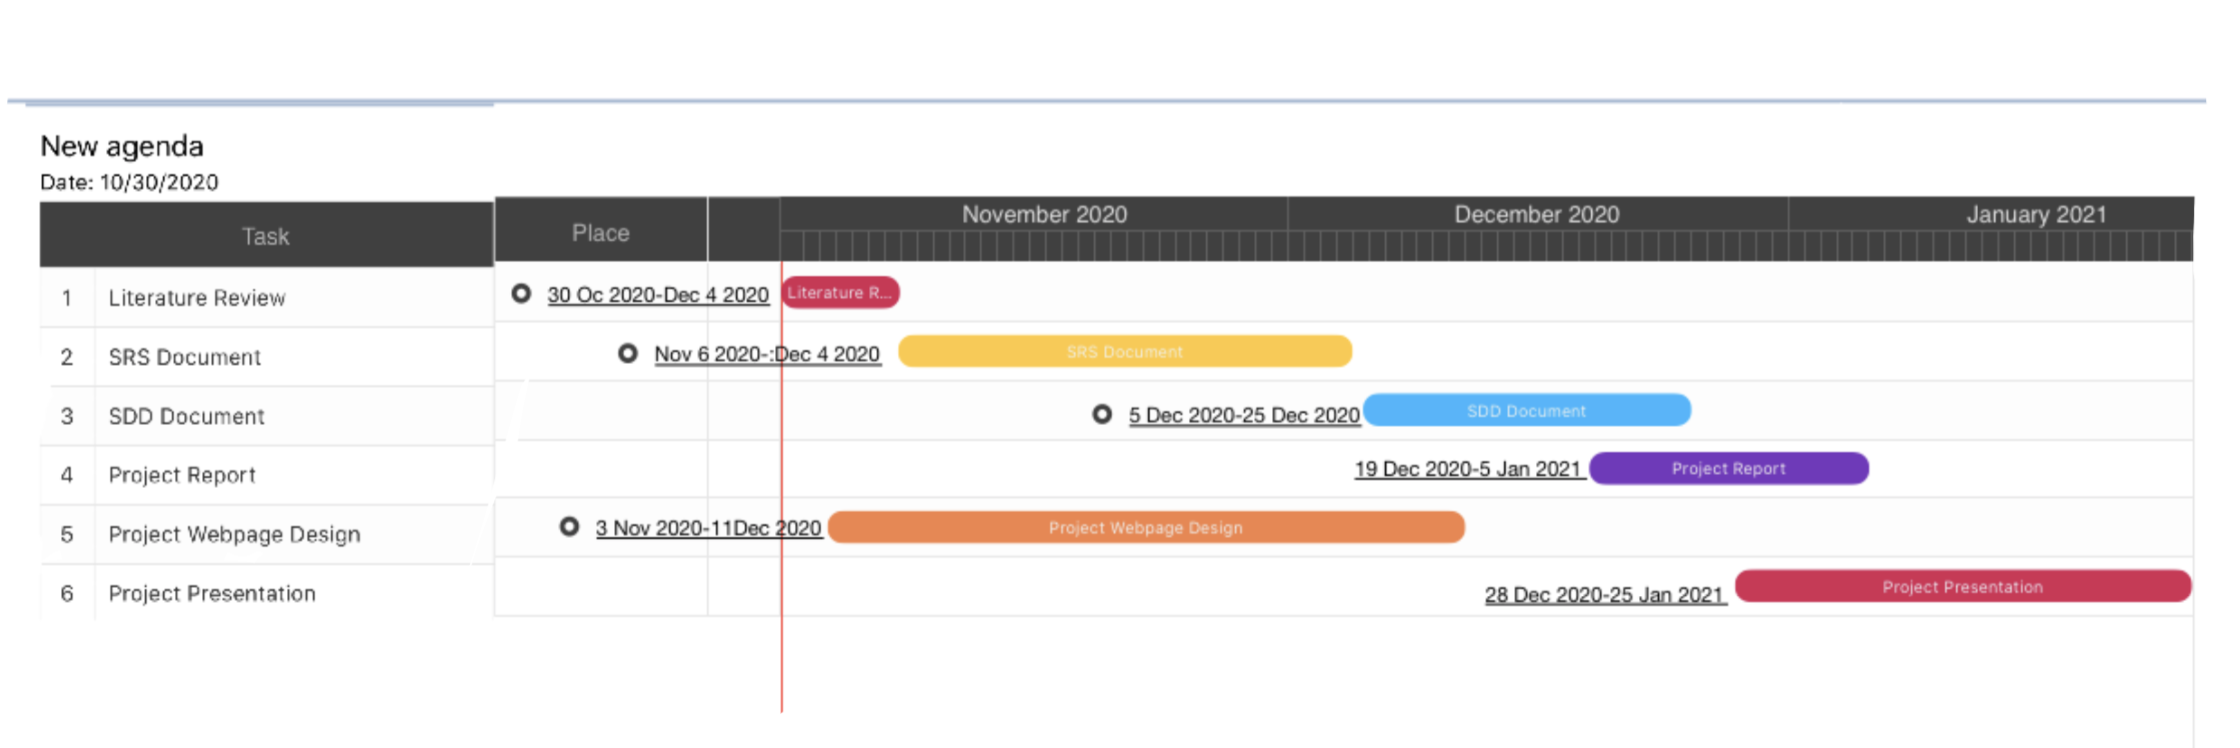 New agenda
Date: 10/30/2020
Task Place November 2020 December 2020 January 2021
1 Literature Review 30 Oc 2020-Dec 4 2020 Literature R...
2 SRS Document Nov 6 2020-:Dec 4 2020 SRS Document
3 SDD Document 5 Dec 2020-25 Dec 2020 SDD Document
4 Project Report 19 Dec 2020-5 Jan 2021 Project Report
5 Project Webpage Design 3 Nov 2020-11Dec 2020 Project Webpage Design
6 Project Presentation 28 Dec 2020-25 Jan 2021 Project Presentation